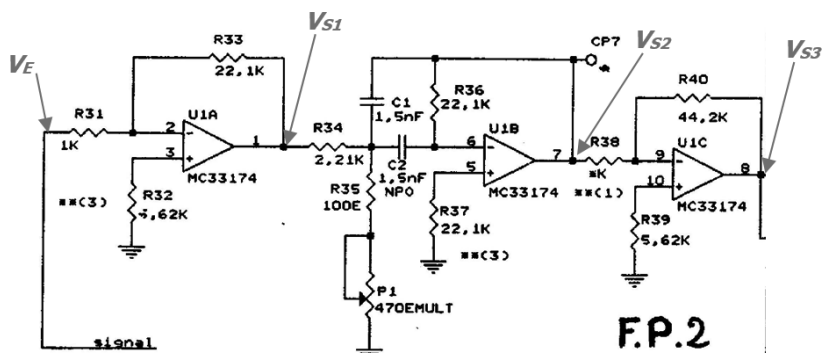 VE
R33
22,1K
VS1
CP7
VS2
VS3
R31
1K
U1A
2
3
1
MC33174
R32
,62K
**(3)
R34
2,21K
C1
1,5nF
C2
1,5nF
NPO
R36
22,1K
U1B
6
5
7
MC33174
R35
100E
R37
22,1K
**(3)
R38
*K
**(1)
R40
44,2K
U1C
9
10
8
MC33174
R39
5,62K
P1
470EMULT
signal
F.P.2